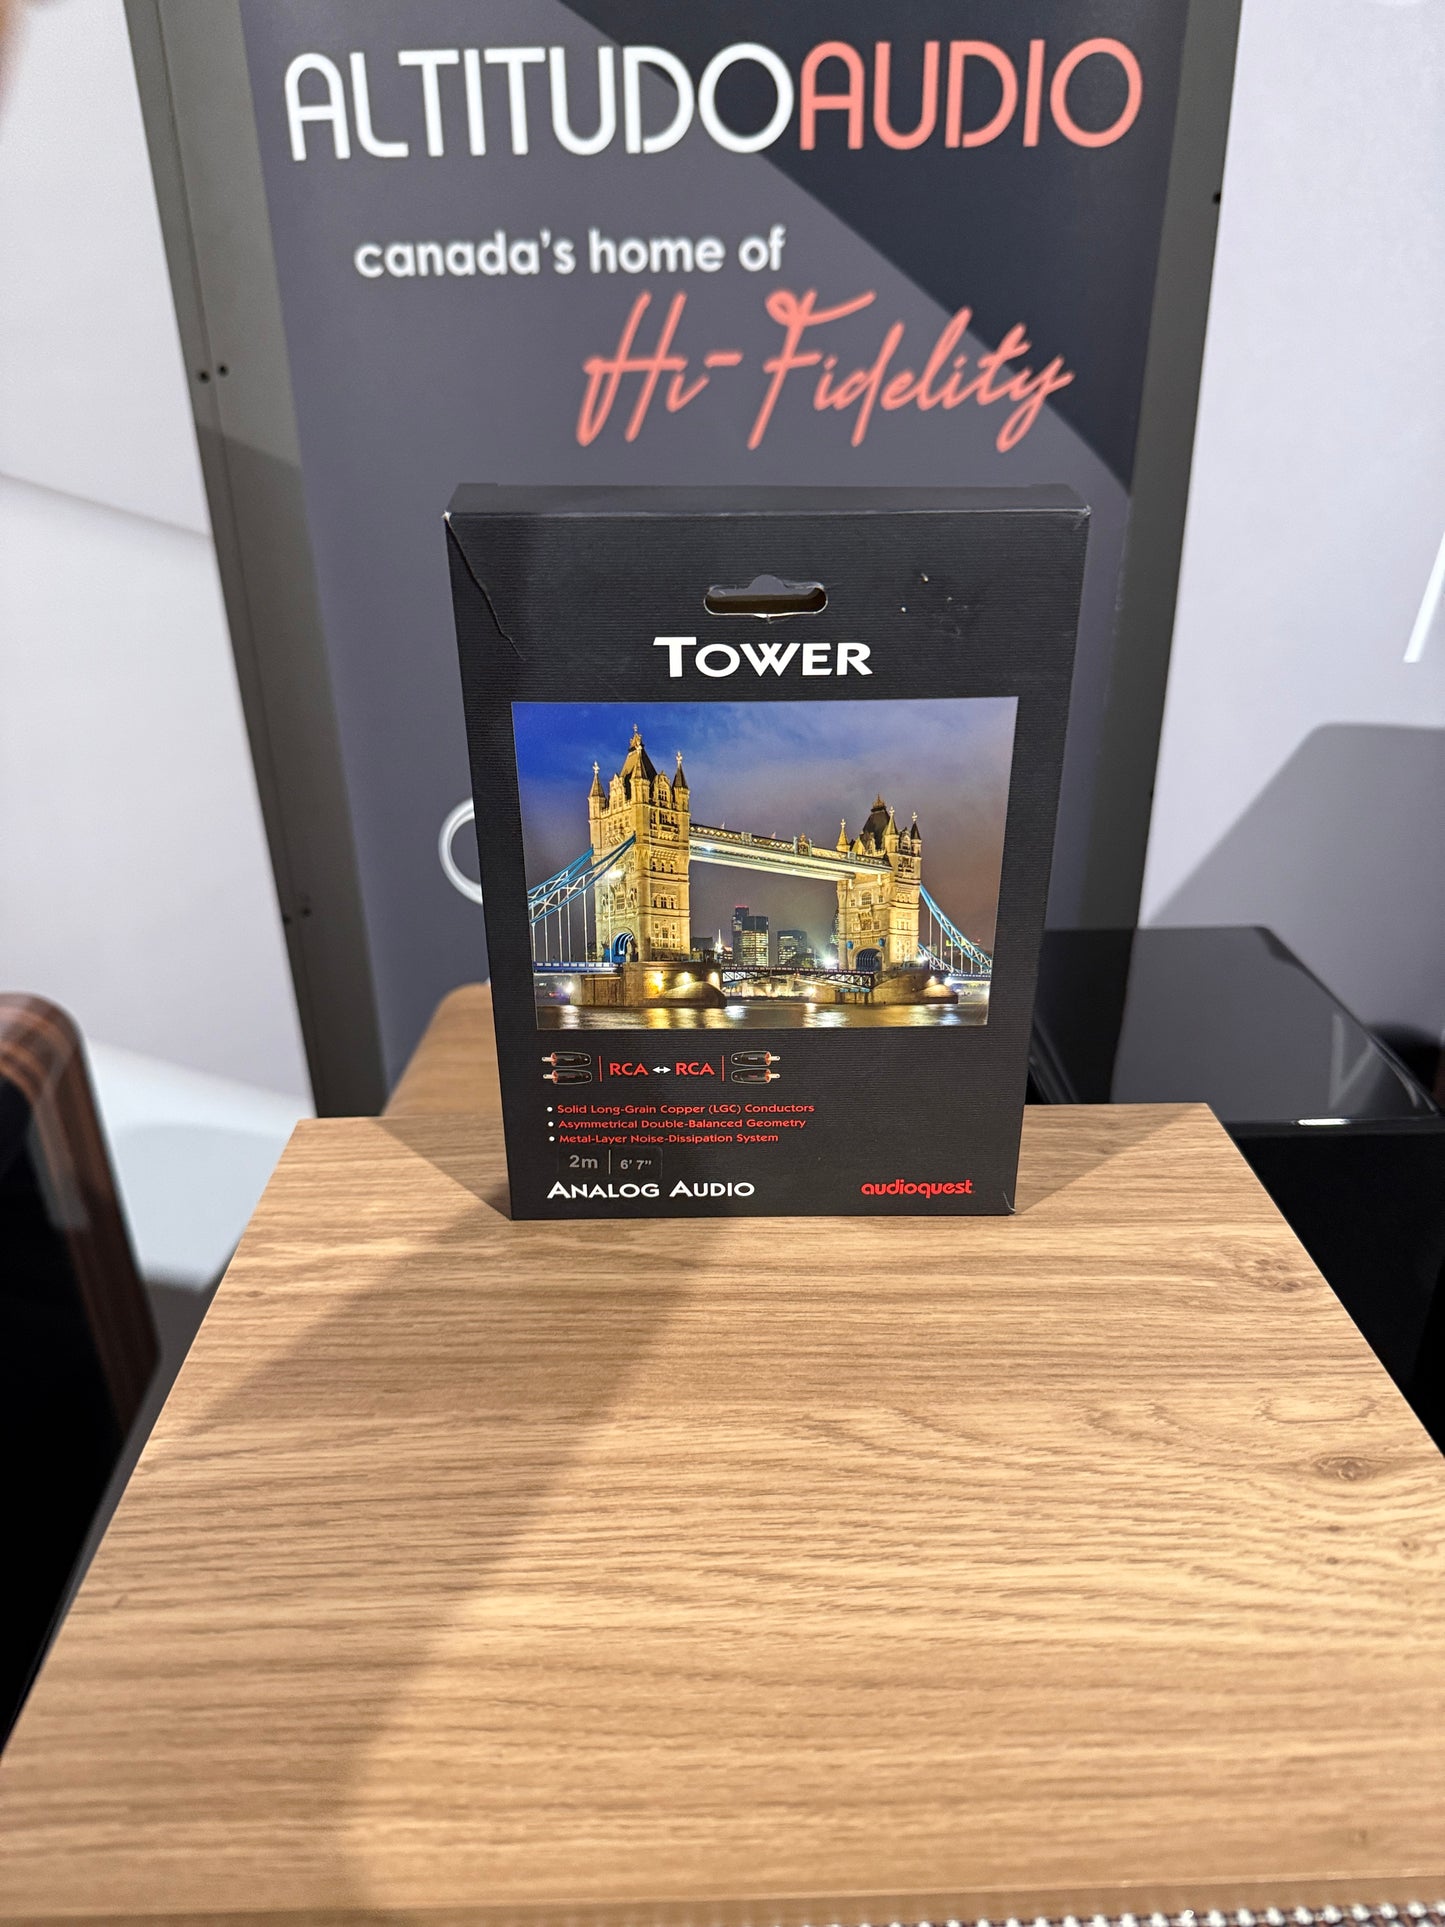 ALTITUDOAUDIO
canada's home of
Hi-Fidelity
TOWER
RCA ↔ RCA
• Solid Long-Grain Copper (LGC) Conductors
• Asymmetrical Double-Balanced Geometry
• Metal-Layer Noise-Dissipation System
2m | 6' 7"
ANALOG AUDIO
audioquest